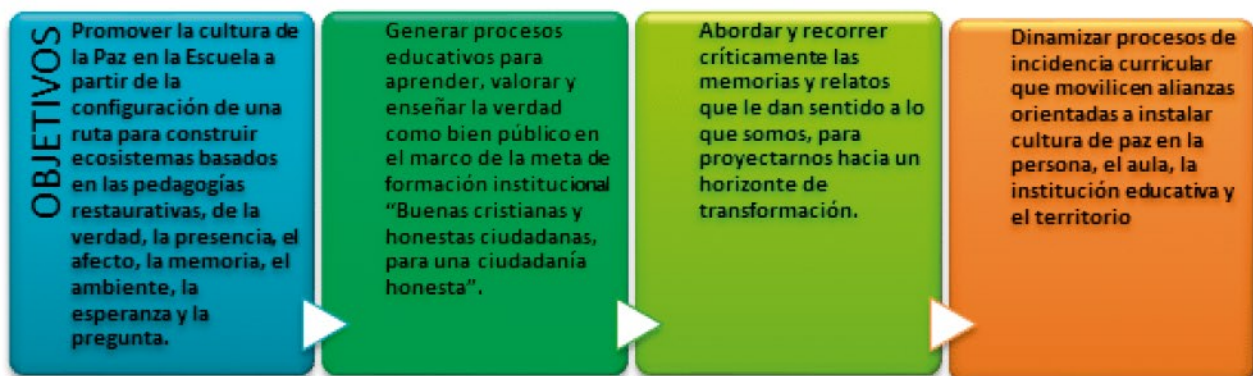 OBJETIVOS
Promover la cultura de
la Paz en la Escuela a
partir de la
configuración de una
ruta para construir
ecosistemas basados
en las pedagogías
restaurativas, de la
verdad, la presencia, el
afecto, la memoria, el
ambiente, la
esperanza y la
pregunta.
Generar procesos
educativos para
aprender, valorar y
enseñar la verdad
como bien público en
el marco de la meta de
formación institucional
“Buenas cristianas y
honestas ciudadanas,
para una ciudadanía
honesta”.
Abordar y recorrer
críticamente las
memorias y relatos
que le dan sentido a lo
que somos, para
proyectarnos hacia un
horizonte de
transformación.
Dinamizar procesos de
incidencia curricular
que movilicen alianzas
orientadas a instalar
cultura de paz en la
persona, el aula, la
institución educativa y
el territorio